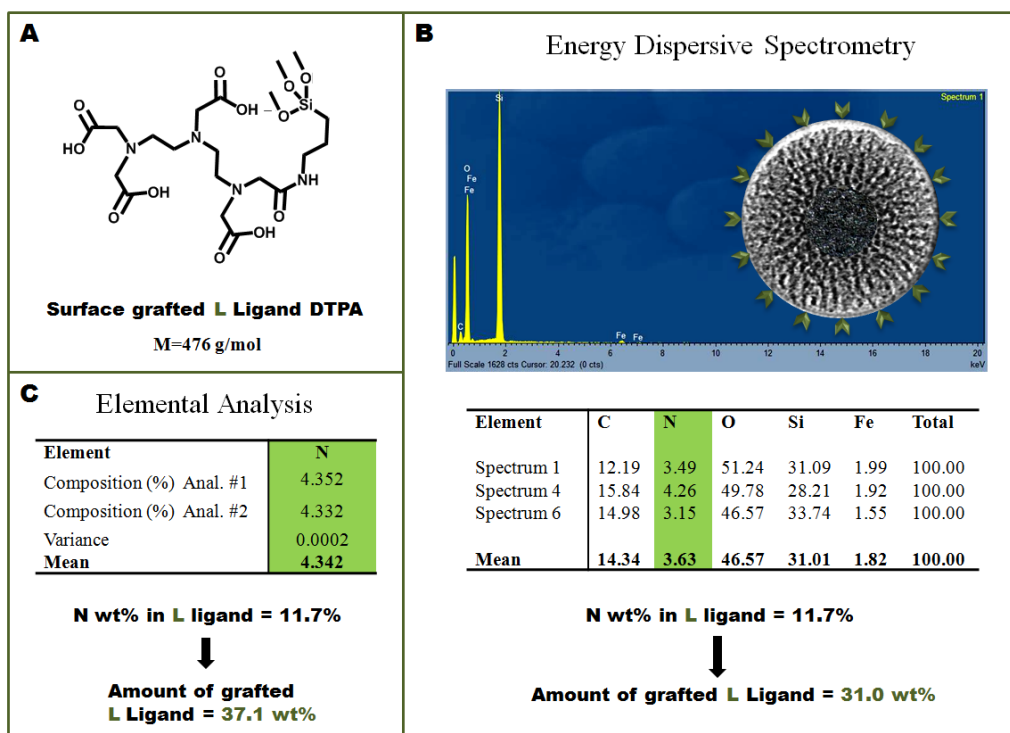 A
O
HO
O
N
O
OH
N
O
OH
O
O
Si
O
N
O
NH
O
OH
O
Surface grafted L Ligand DTPA
M=476 g/mol
B
Energy Dispersive Spectrometry
Spectrum 1
Si
O
Fe
Fe
C
Fe
Fe
0 2 4 6 8 10 12 14 16 18 20
Full Scale 1628 cts Cursor: 20.232 (0 cts)
keV
Element C N O Si Fe Total
Spectrum 1 12.19 3.49 51.24 31.09 1.99 100.00
Spectrum 4 15.84 4.26 49.78 28.21 1.92 100.00
Spectrum 6 14.98 3.15 46.57 33.74 1.55 100.00
Mean 14.34 3.63 46.57 31.01 1.82 100.00
N wt% in L ligand = 11.7%
Amount of grafted L Ligand = 31.0 wt%
C
Elemental Analysis
Element N
Composition (%) Anal. #1 4.352
Composition (%) Anal. #2 4.332
Variance 0.0002
Mean 4.342
N wt% in L ligand = 11.7%
Amount of grafted
L Ligand = 37.1 wt%